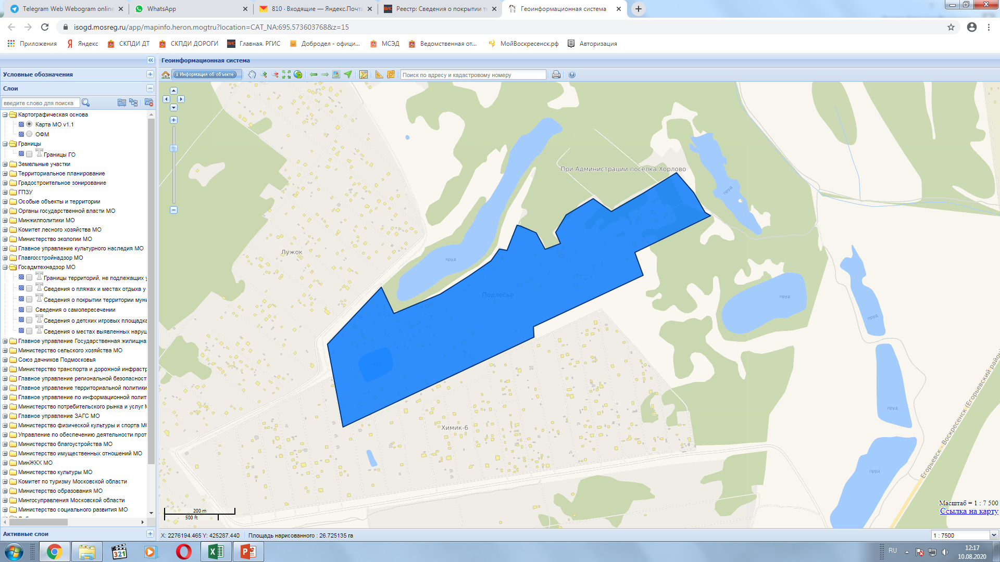 Telegram Web Webogram online
WhatsApp
810 · Входящие — Яндекс.Почта
Реестр: Сведения о покрытии т
Геоинформационная система
isogd.mosreg.ru/app/mapinfo.heron.mogtru?location=CAT_NA:695,573603768&z=15
Приложения
Яндекс
СКПДИ ДТ
СКПДИ ДОРОГИ
Главная. РГИС
Добродел - офици...
МСЭД
Ведомственная от...
МойВоскресенск.рф
Авторизация
Геоинформационная система
Условные обозначения
Информация об объекте
Поиск по адресу и кадастровому номеру
Слои
введите слово для поиска
Картографическая основа
Карта МО v1.1
ОФМ
Границы
Границы ГО
Земельные участки
Территориальное планирование
Градостроительное зонирование
ГПЗУ
Особые объекты и территории
Органы государственной власти МО
Минжилполитики МО
Комитет лесного хозяйства МО
Министерство экологии МО
Главное управление культурного наследия МО
Главгосстройнадзор МО
Госадмтехнадзор МО
Границы территорий, не подлежащих у
Сведения о пляжах и местах отдыха у
Сведения о покрытии территории муни
Сведения о самопересечении
Сведения о детских игровых площадка
Сведения о местах выявленных наруш
Главное управление Государственная жилищна
Министерство сельского хозяйства МО
Союз дачников Подмосковья
Министерство транспорта и дорожной инфрастр
Главное управление региональной безопасност
Главное управление территориальной политики
Главное управление по информационной полит
Министерство потребительского рынка и услуг М
Главное управление ЗАГС МО
Министерство физической культуры и спорта МО
Управление по обеспечению деятельности прот
Министерство благоустройства МО
Министерство имущественных отношений МО
МинЖКХ МО
Министерство культуры МО
Комитет по туризму Московской области
Министерство образования МО
Мингосуправления Московской области
Министерство социального развития МО
Активные слои
При Администрации поселка Хорлово
пруд
Лужок
пруд
Подлесье
пруд
пруд
пруд
Химик-6
пруд
Егорьевск - Воскресенск (Егорьевский район)
200 m
500 ft
Масштаб = 1 : 7 500
Ссылка на карту
X: 2276194.465 Y: 425287.440
Площадь нарисованного : 26.725135 га
1 : 7500
321
RU
12:17
10.08.2020